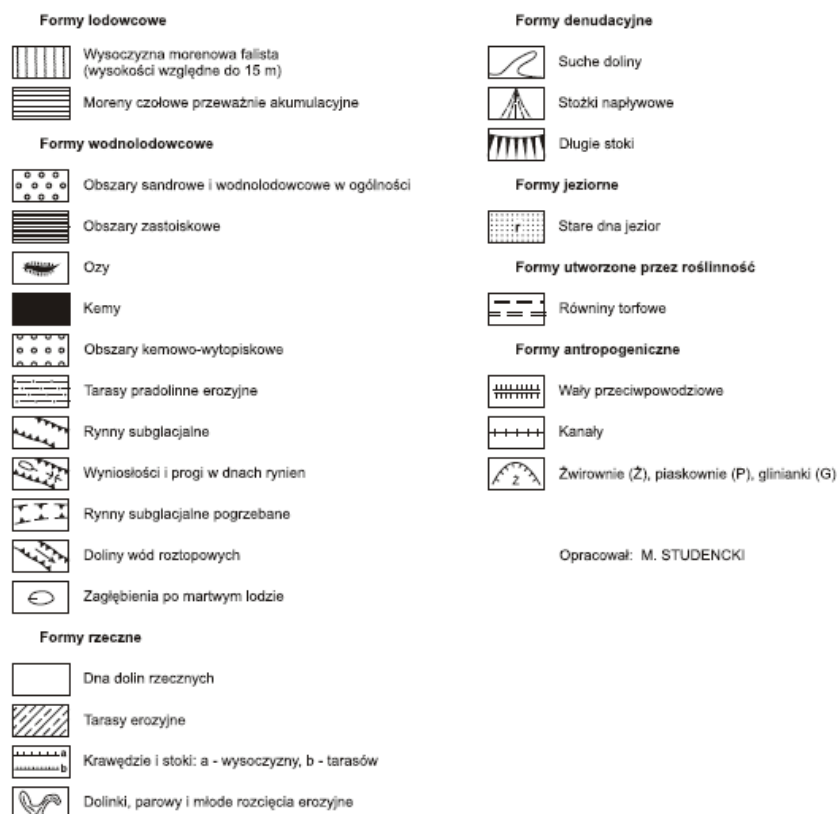 Formy lodowcowe
Wysoczyzna morenowa falista
(wysokości względne do 15 m)
Moreny czołowe przeważnie akumulacyjne
Formy wodnolodowcowe
Obszary sandrowe i wodnolodowcowe w ogólności
Obszary zastoiskowe
Ozy
Kemy
Obszary kemowo-wytopiskowe
Tarasy pradolinne erozyjne
Rynny subglacjalne
Wyniosłości i progi w dnach rynien
Rynny subglacjalne pogrzebane
Doliny wód roztopowych
Zagłębienia po martwym lodzie
Formy rzeczne
Dna dolin rzecznych
Tarasy erozyjne
a
b
Krawędzie i stoki: a - wysoczyzny, b - tarasów
Dolinki, parowy i młode rozcięcia erozyjne
Formy denudacyjne
Suche doliny
Stożki napływowe
Długie stoki
Formy jeziorne
r
Stare dna jezior
Formy utworzone przez roślinność
Równiny torfowe
Formy antropogeniczne
Wały przeciwpowodziowe
Kanały
Ż
Żwirownie (Ż), piaskownie (P), glinianki (G)
Opracował: M. STUDENCKI